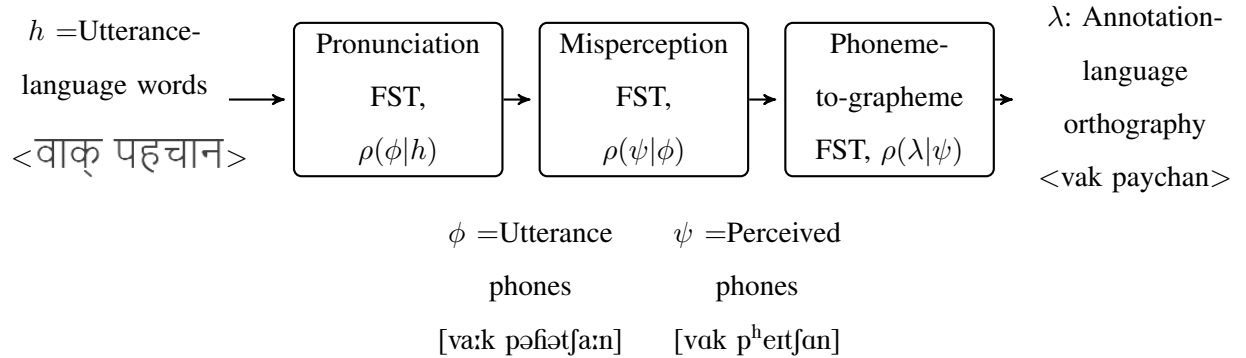 h =Utterance-
language words
<वाक् पहचान>
Pronunciation
FST,
ρ(ϕ|h)
Misperception
FST,
ρ(ψ|ϕ)
Phoneme-
to-grapheme
FST, ρ(λ|ψ)
λ: Annotation-
language
orthography
<vak paychan>
ϕ =Utterance
phones
[vaːk pəɦətʃaːn]
ψ =Perceived
phones
[vɑk pʰeɪtʃɑn]